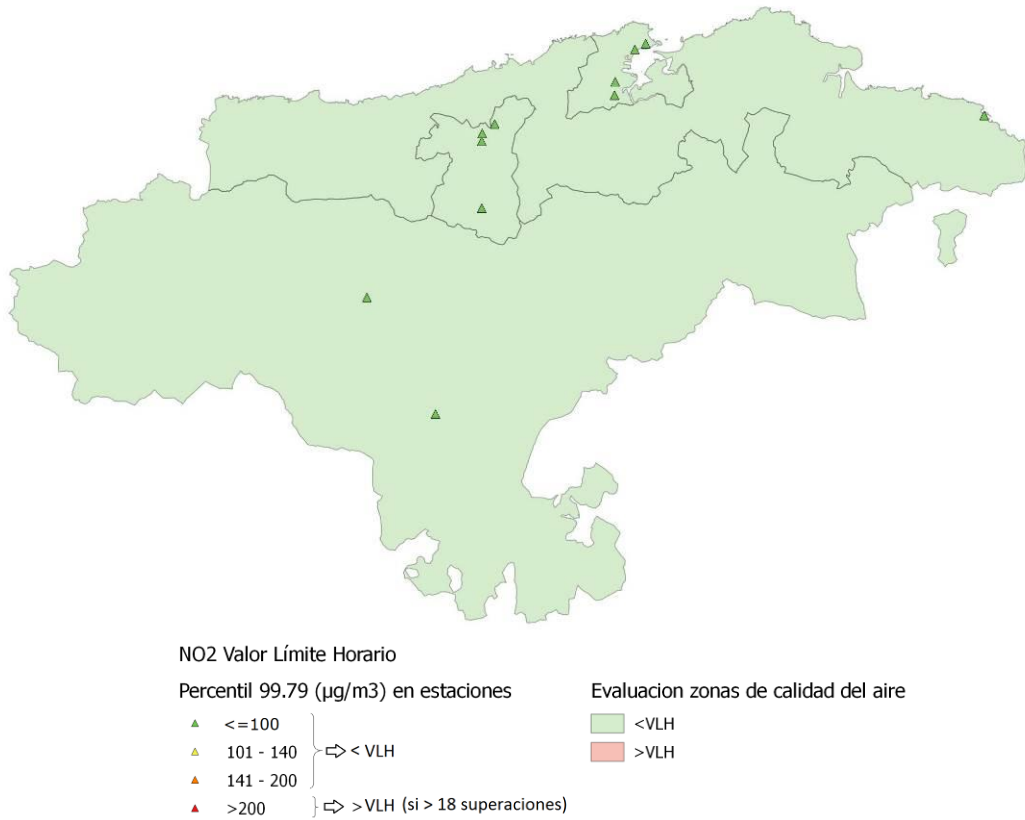 NO2 Valor Límite Horario
Percentil 99.79 (µg/m3) en estaciones
<=100
101 - 140
141 - 200
< VLH
>200
>VLH (si > 18 superaciones)
Evaluacion zonas de calidad del aire
<VLH
>VLH